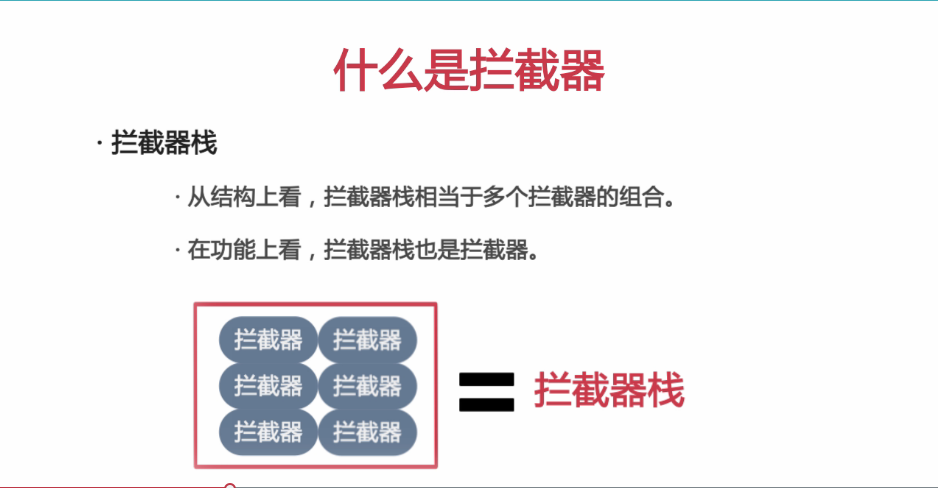 什么是拦截器
· 拦截器栈
· 从结构上看，拦截器栈相当于多个拦截器的组合。
· 在功能上看，拦截器栈也是拦截器。
拦截器 拦截器
拦截器 拦截器
拦截器 拦截器
= 拦截器栈